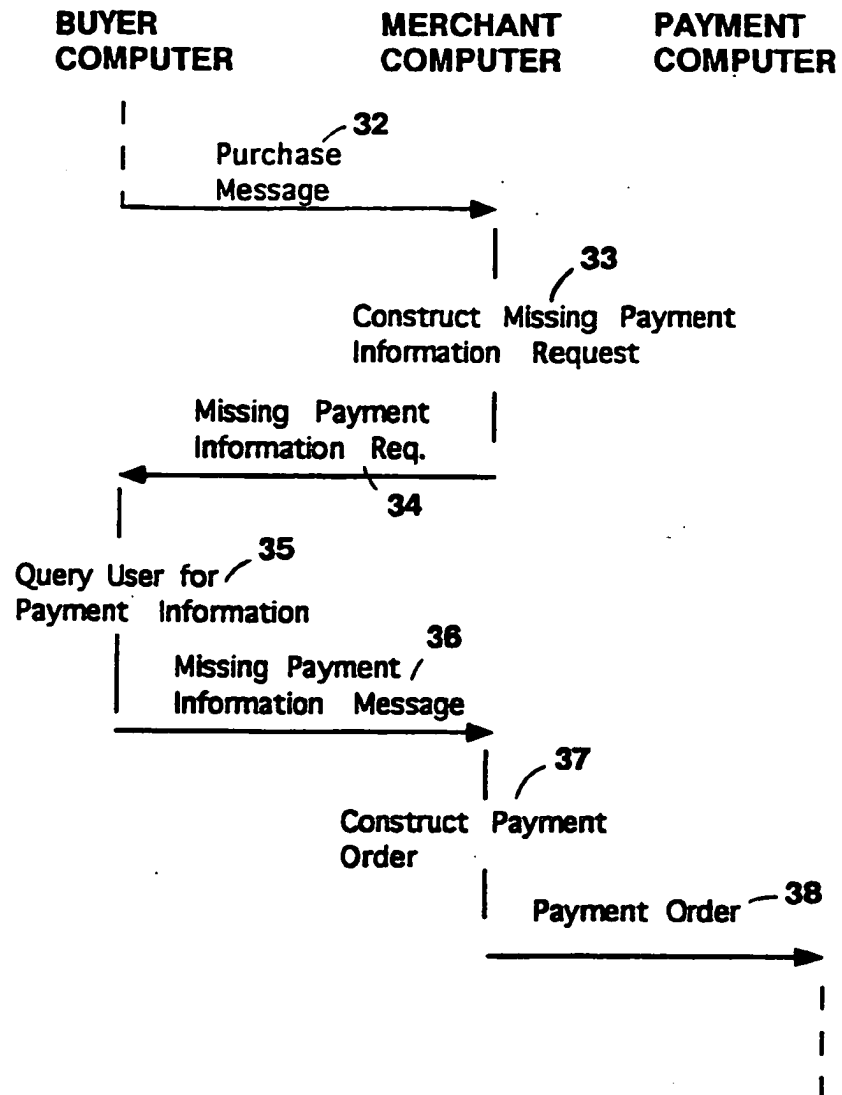 BUYER COMPUTER
MERCHANT COMPUTER
PAYMENT COMPUTER
32
Purchase
Message
33
Construct Missing Payment
Information Request
Missing Payment
Information Req.
34
35
Query User for
Payment Information
36
Missing Payment
Information Message
37
Construct Payment
Order
Payment Order
38